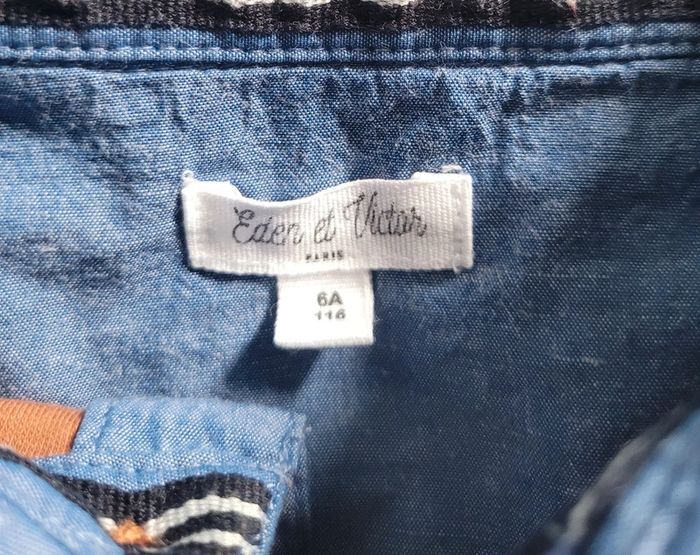 Eden et Victor
PARIS
6A
116